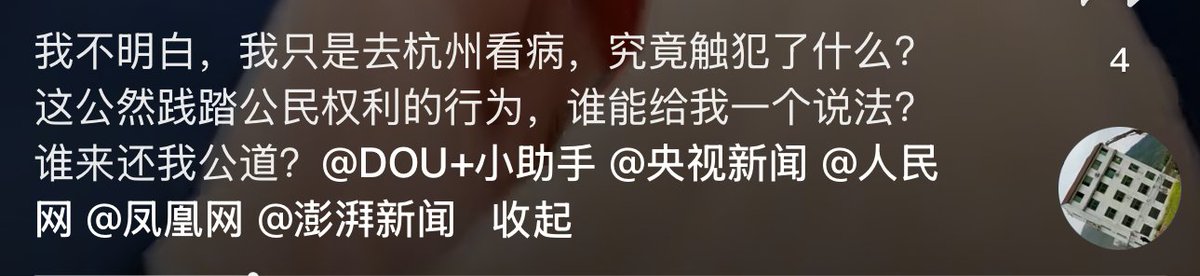 我不明白，我只是去杭州看病，究竟触犯了什么？
这公然践踏公民权利的行为，谁能给我一个说法？
谁来还我公道？@DOU+小助手 @央视新闻 @人民
网 @凤凰网 @澎湃新闻 收起
4